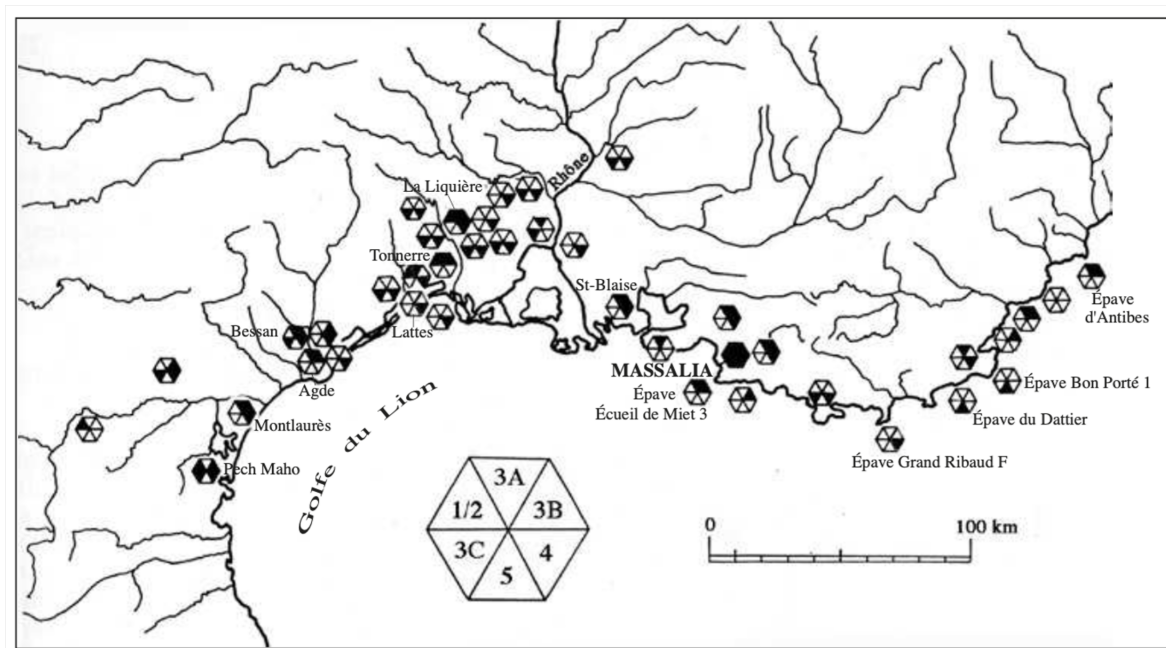 Rhône
La Liquière
Tonnerre
St-Blaise
Épave
d'Antibes
Bessan
Lattes
MASSALIA
Agde
Épave
Écueil de Miet 3
Épave Bon Porté 1
Montlaurès
Épave du Dattier
Golfe du Lion
Épave Grand Ribaud F
Pech Maho
3A
1/2 3B
3C 4
5
0 100 km